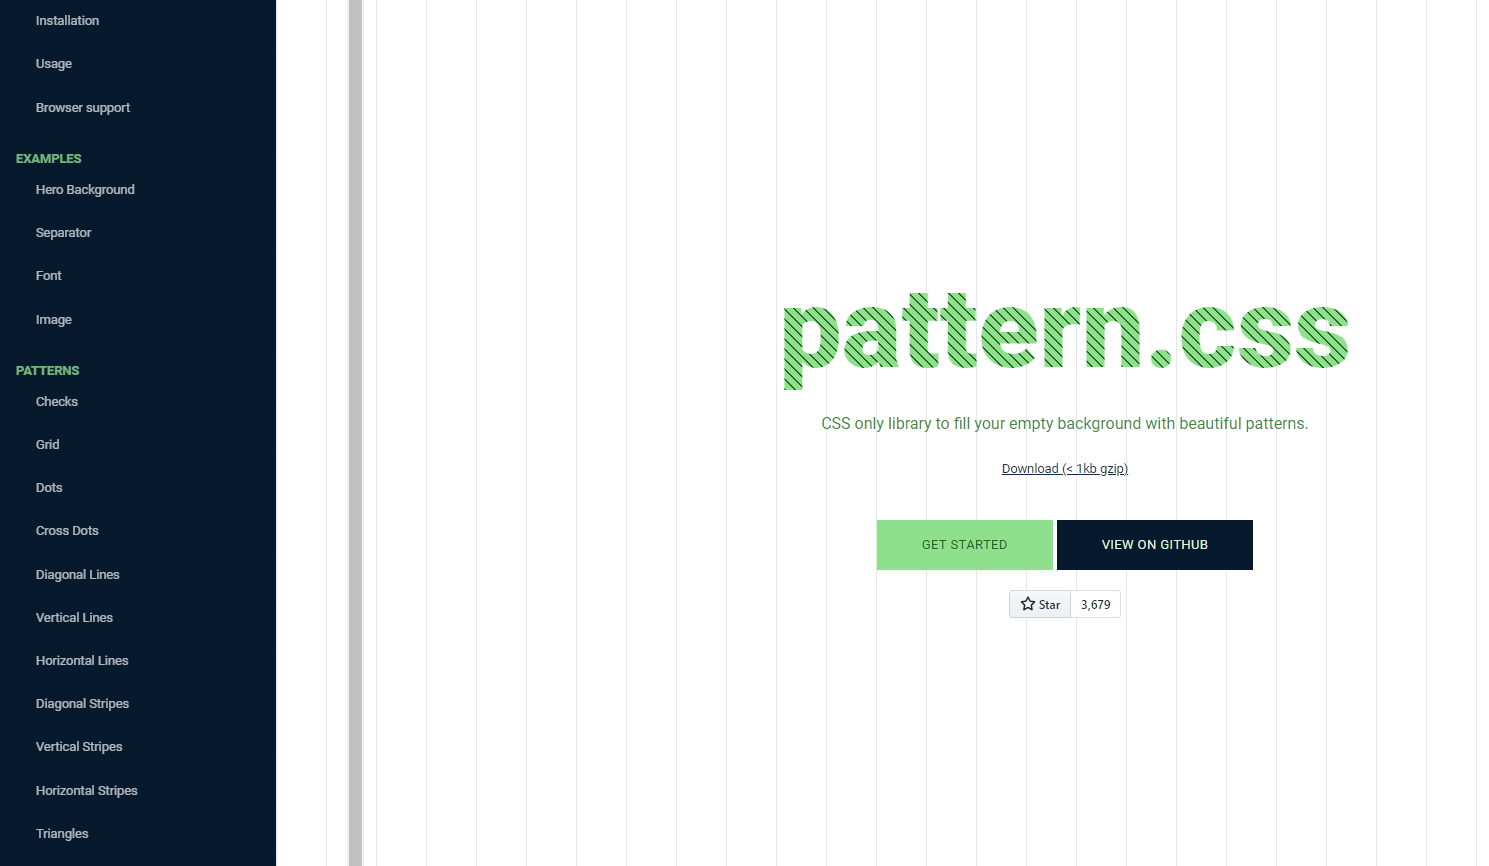 Installation
Usage
Browser support
EXAMPLES
Hero Background
Separator
Font
Image
PATTERNS
Checks
Grid
Dots
Cross Dots
Diagonal Lines
Vertical Lines
Horizontal Lines
Diagonal Stripes
Vertical Stripes
Horizontal Stripes
Triangles
pattern.css
CSS only library to fill your empty background with beautiful patterns.
Download (< 1kb gzip)
GET STARTED
VIEW ON GITHUB
Star 3,679